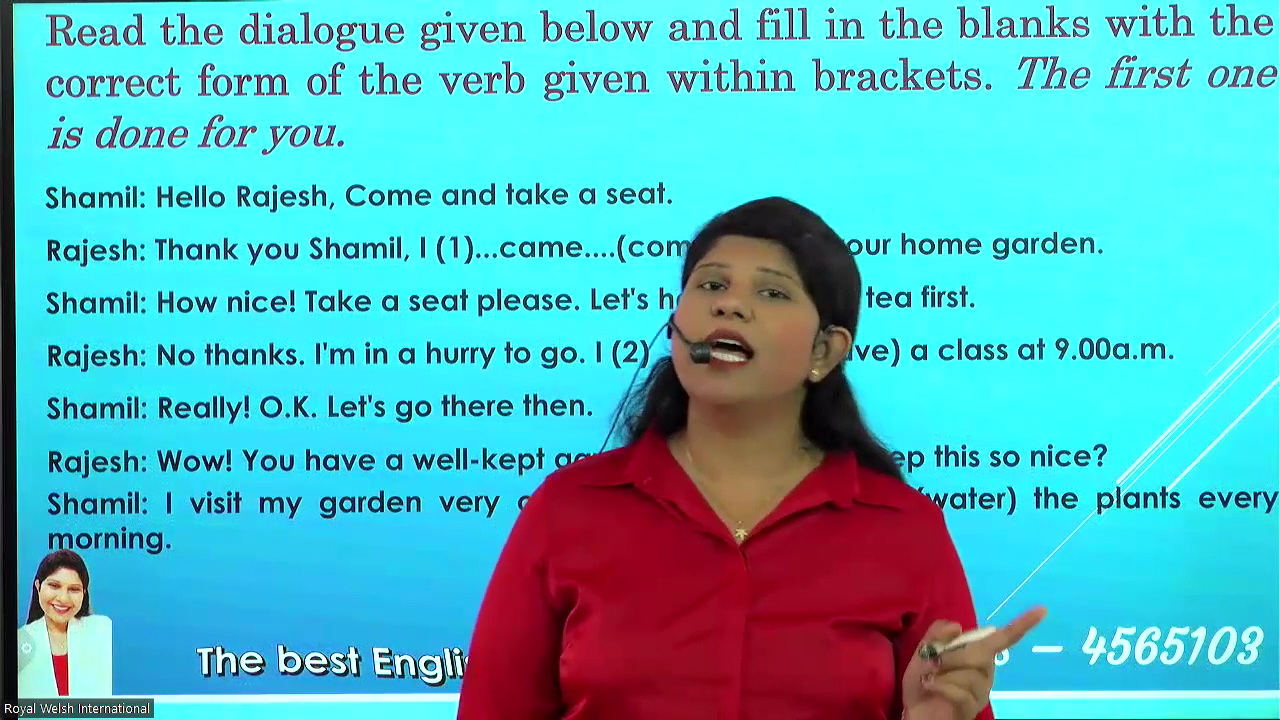 Read the dialogue given below and fill in the blanks with the
correct form of the verb given within brackets. The first one
is done for you.
Shamil: Hello Rajesh, Come and take a seat.
Rajesh: Thank you Shamil, I (1)...came....(com our home garden.
Shamil: How nice! Take a seat please. Let's h tea first.
Rajesh: No thanks. I'm in a hurry to go. I (2) ve) a class at 9.00a.m.
Shamil: Really! O.K. Let's go there then.
Rajesh: Wow! You have a well-kept ep this so nice?
Shamil: I visit my garden very (water) the plants every
morning.
The best Engli – 4565103
Royal Welsh International